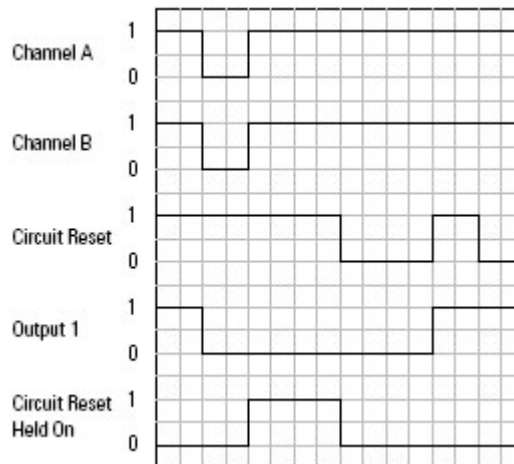 1
Channel A
0
1
Channel B
0
1
Circuit Reset
0
1
Output 1
0
Circuit Reset 1
Held On
0